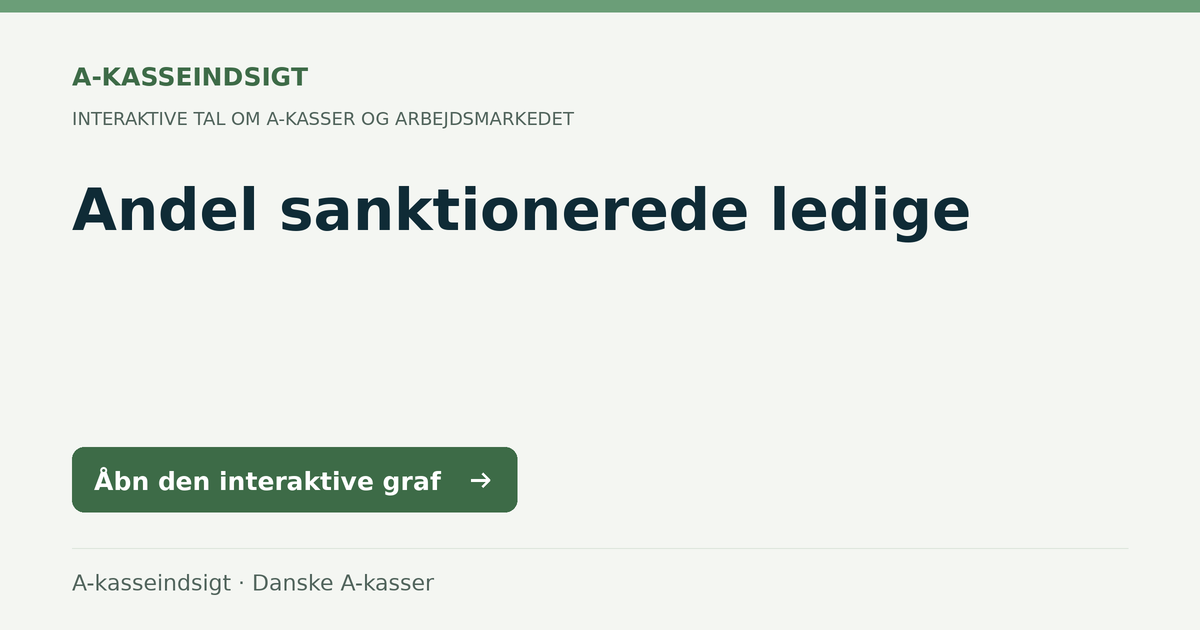 A-KASSEINDSIGT
INTERAKTIVE TAL OM A-KASSER OG ARBEJDSMARKEDET
Andel sanktionerede ledige
Åbn den interaktive graf →
A-kasseindsigt · Danske A-kasser